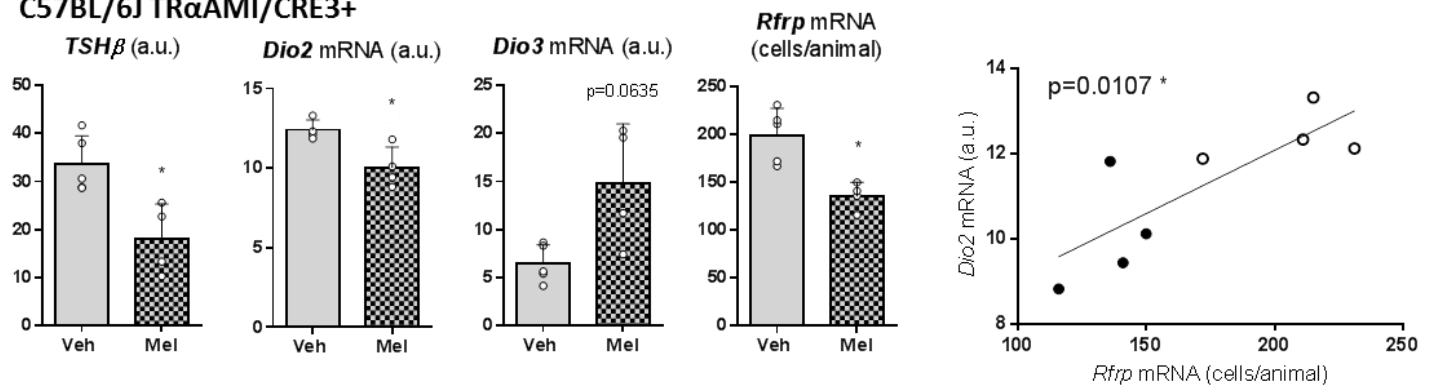 C57BL/6J TRαAMI/CRE3+
TSHβ (a.u.)
50
40
30
20
10
0
*
Veh
Mel
Dio2 mRNA (a.u.)
15
10
5
0
*
Veh
Mel
Dio3 mRNA (a.u.)
25
20
15
10
5
0
p=0.0635
Veh
Mel
Rfrp mRNA
(cells/animal)
250
200
150
100
50
0
*
Veh
Mel
p=0.0107 *
Dio2 mRNA (a.u.)
14
12
10
8
100
150
200
250
Rfrp mRNA (cells/animal)